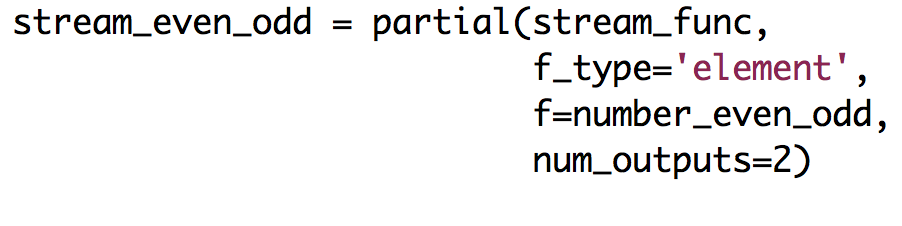 stream_even_odd = partial(stream_func,
                          f_type='element',
                          f=number_even_odd,
                          num_outputs=2)